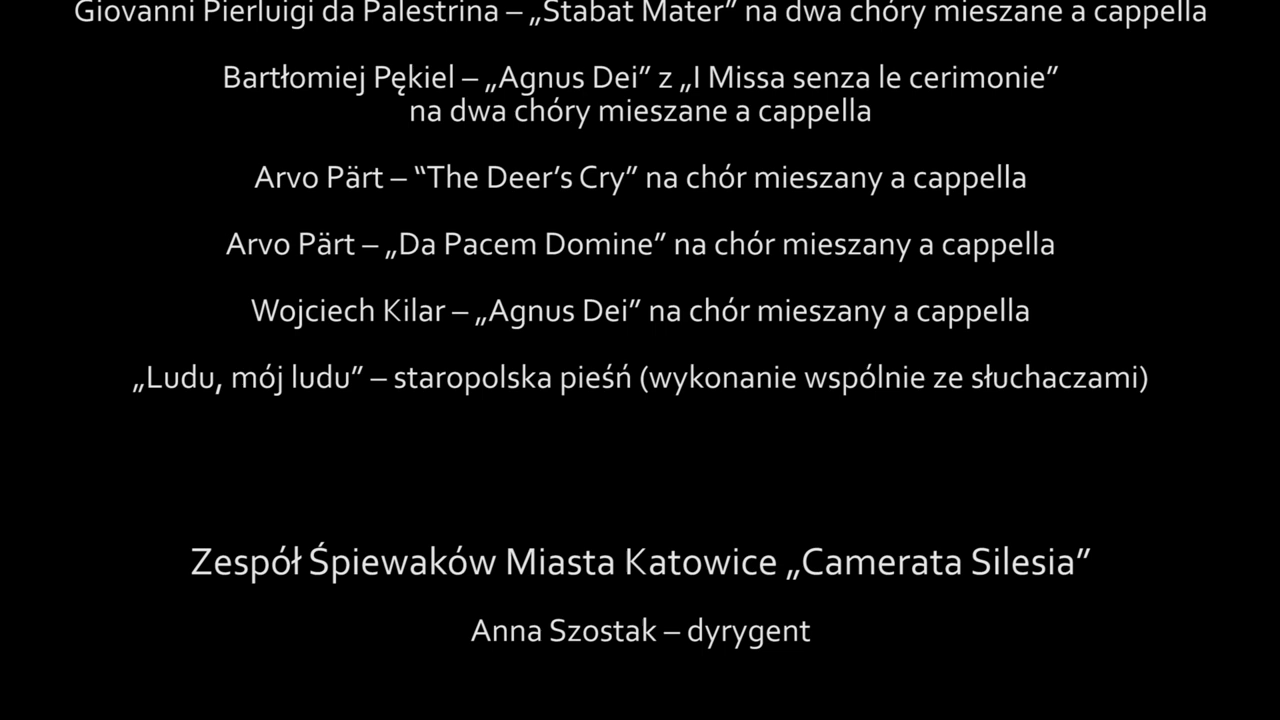 Giovanni Pierluigi da Palestrina – „Stabat Mater” na dwa chóry mieszane a cappella
Bartłomiej Pękiel – „Agnus Dei” z „I Missa senza le cerimonie”
na dwa chóry mieszane a cappella
Arvo Pärt – “The Deer’s Cry” na chór mieszany a cappella
Arvo Pärt – „Da Pacem Domine” na chór mieszany a cappella
Wojciech Kilar – „Agnus Dei” na chór mieszany a cappella
„Ludu, mój ludu” – staropolska pieśń (wykonanie wspólnie ze słuchaczami)
Zespół Śpiewaków Miasta Katowice „Camerata Silesia”
Anna Szostak – dyrygent